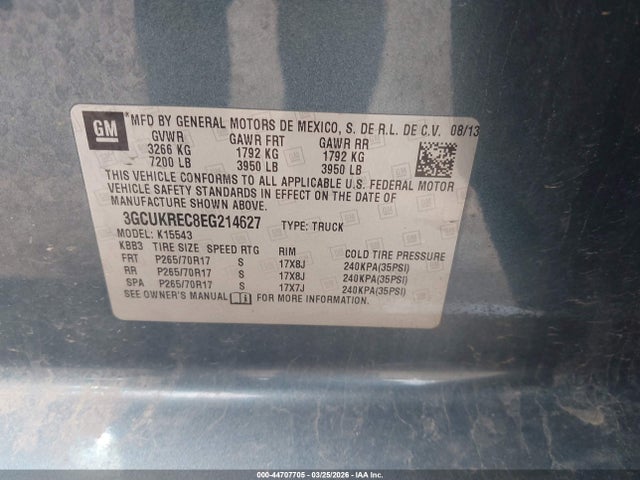 GM
*MFD BY GENERAL MOTORS DE MEXICO, S. DE R.L. DE C.V. 08/13
GVWR GAWR FRT GAWR RR
3266 KG 1792 KG 1792 KG
7200 LB 3950 LB 3950 LB
THIS VEHICLE CONFORMS TO ALL APPLICABLE U.S. FEDERAL MOTOR
VEHICLE SAFETY STANDARDS IN EFFECT ON THE DATE OF
MANUFACTURE SHOWN ABOVE.
3GCUKREC8EG214627 TYPE: TRUCK
MODEL: K15543
KBB3 TIRE SIZE SPEED RTG RIM COLD TIRE PRESSURE
FRT P265/70R17 S 17X8J 240KPA(35PSI)
RR P265/70R17 S 17X8J 240KPA(35PSI)
SPA P265/70R17 S 17X7J 240KPA(35PSI)
SEE OWNER'S MANUAL FOR MORE INFORMATION.
000-44707705 - 03/25/2026 - IAA Inc.